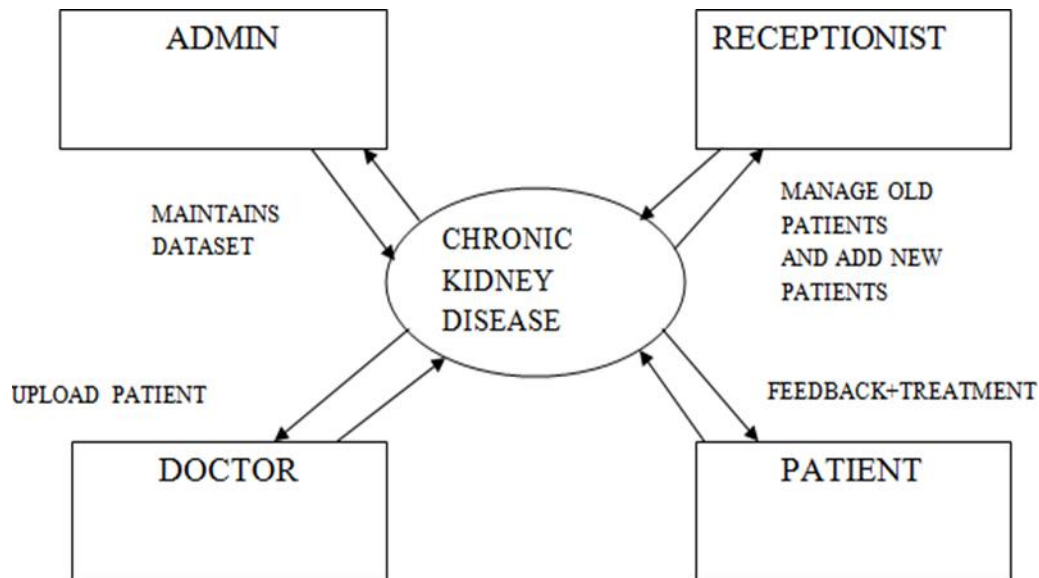 ADMIN
RECEPTIONIST
MAINTAINS
DATASET
MANAGE OLD
PATIENTS
AND ADD NEW
PATIENTS
CHRONIC
KIDNEY
DISEASE
UPLOAD PATIENT
FEEDBACK+TREATMENT
DOCTOR
PATIENT